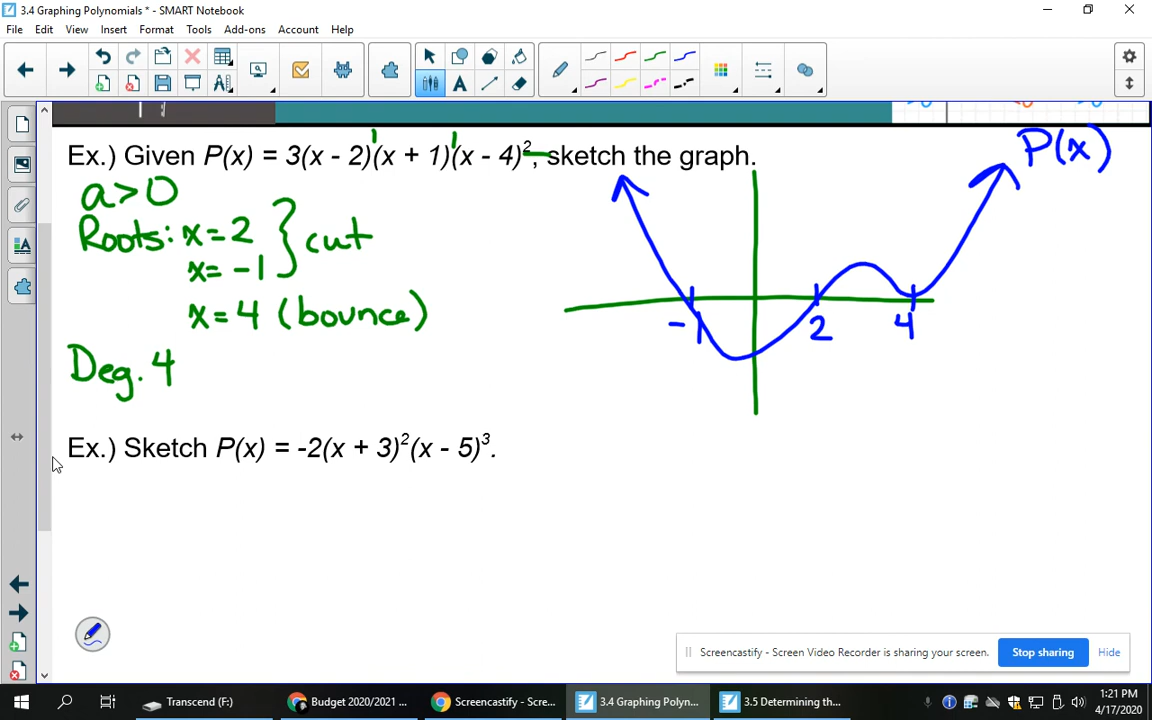 3.4 Graphing Polynomials * - SMART Notebook
File Edit View Insert Format Tools Add-ons Account Help
Ex.) Given P(x) = 3(x - 2)(x + 1)(x - 4)², sketch the graph.
1 1
P(x)
a>0
Roots: x=2
x= -1
} cut
x=4 (bounce)
-1 2 4
Deg. 4
Ex.) Sketch P(x) = -2(x + 3)²(x - 5)³.
Screencastify - Screen Video Recorder is sharing your screen. Stop sharing Hide
Transcend (F:) Budget 2020/2021 ... Screencastify - Scre... 3.4 Graphing Polyno... 3.5 Determining th...
1:21 PM
4/17/2020